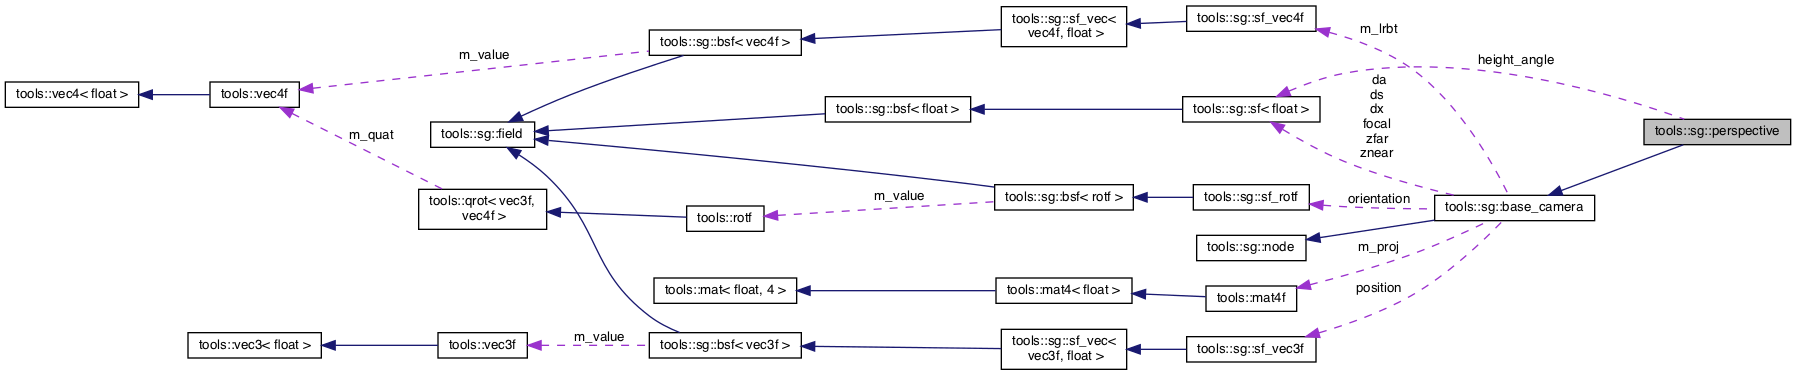 tools::sg::sf_vec<
vec4f, float >
tools::sg::sf_vec4f
m_lrbt
tools::sg::bsf< vec4f >
m_value
height_angle
tools::vec4< float >
tools::vec4f
da
ds
dx
focal
zfar
znear
tools::sg::bsf< float >
tools::sg::sf< float >
m_quat
tools::sg::field
tools::sg::perspective
tools::qrot< vec3f,
vec4f >
m_value
tools::sg::bsf< rotf >
tools::sg::sf_rotf
orientation
tools::sg::base_camera
tools::rotf
tools::sg::node
m_proj
tools::mat< float, 4 >
tools::mat4< float >
tools::mat4f
position
tools::vec3< float >
tools::vec3f
m_value
tools::sg::bsf< vec3f >
tools::sg::sf_vec<
vec3f, float >
tools::sg::sf_vec3f